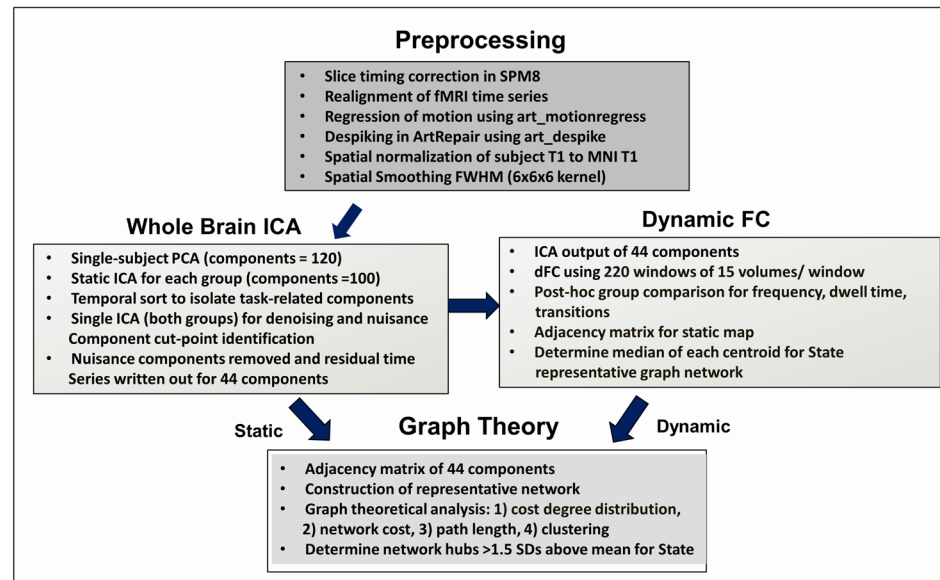 Preprocessing
• Slice timing correction in SPM8
• Realignment of fMRI time series
• Regression of motion using art_motionregress
• Despiking in ArtRepair using art_despike
• Spatial normalization of subject T1 to MNI T1
• Spatial Smoothing FWHM (6x6x6 kernel)
Whole Brain ICA
• Single-subject PCA (components = 120)
• Static ICA for each group (components =100)
• Temporal sort to isolate task-related components
• Single ICA (both groups) for denoising and nuisance
Component cut-point identification
• Nuisance components removed and residual time
Series written out for 44 components
Dynamic FC
• ICA output of 44 components
• dFC using 220 windows of 15 volumes/ window
• Post-hoc group comparison for frequency, dwell time,
transitions
• Adjacency matrix for static map
• Determine median of each centroid for State
representative graph network
Static
Graph Theory
Dynamic
• Adjacency matrix of 44 components
• Construction of representative network
• Graph theoretical analysis: 1) cost degree distribution,
2) network cost, 3) path length, 4) clustering
• Determine network hubs >1.5 SDs above mean for State